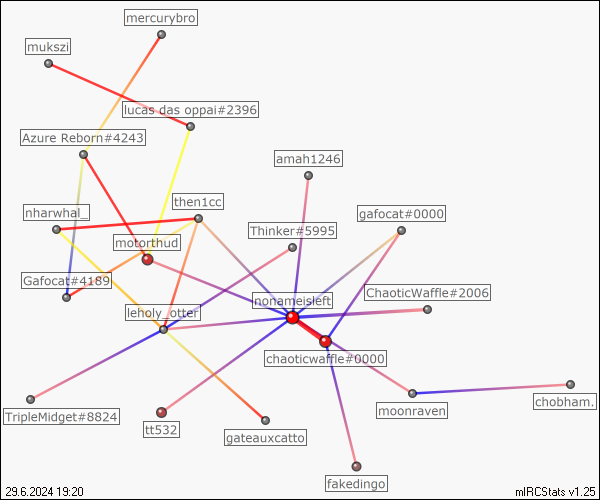 mercurybro
mukszi
lucas das oppai#2396
Azure Reborn#4243
amah1246
then1cc
nharwhal_
gafocat#0000
Thinker#5995
motorthud
Gafocat#4189
nonameisleft
ChaoticWaffle#2006
leholy_otter
chaoticwaffle#0000
chobham.
moonraven
TripleMidget#8824
tt532
gateauxcatto
fakedingo
29.6.2024 19:20
mIRCStats v1.25